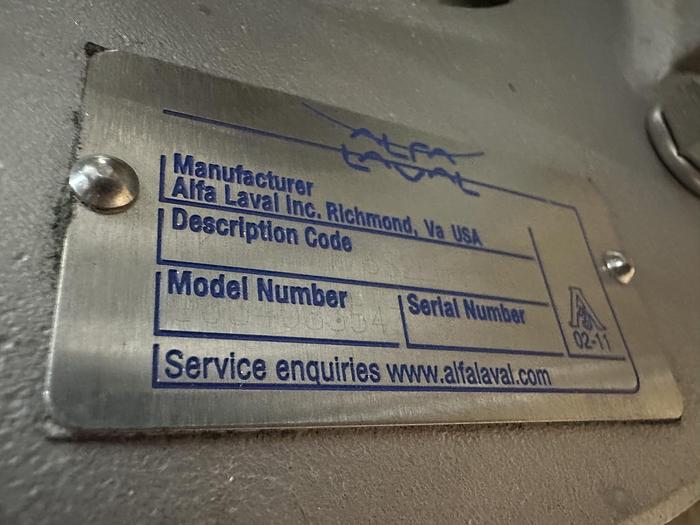 ALFA
LAVAL
Manufacturer
Alfa Laval Inc. Richmond, Va USA
Description Code
Model Number
Serial Number
02-11
Service enquiries www.alfalaval.com